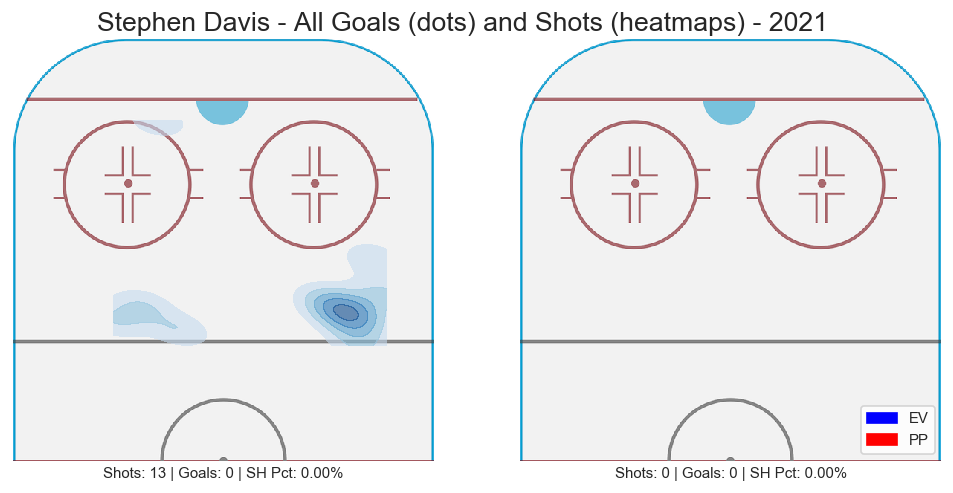 Stephen Davis - All Goals (dots) and Shots (heatmaps) - 2021
EV
PP
Shots: 13 | Goals: 0 | SH Pct: 0.00%
Shots: 0 | Goals: 0 | SH Pct: 0.00%